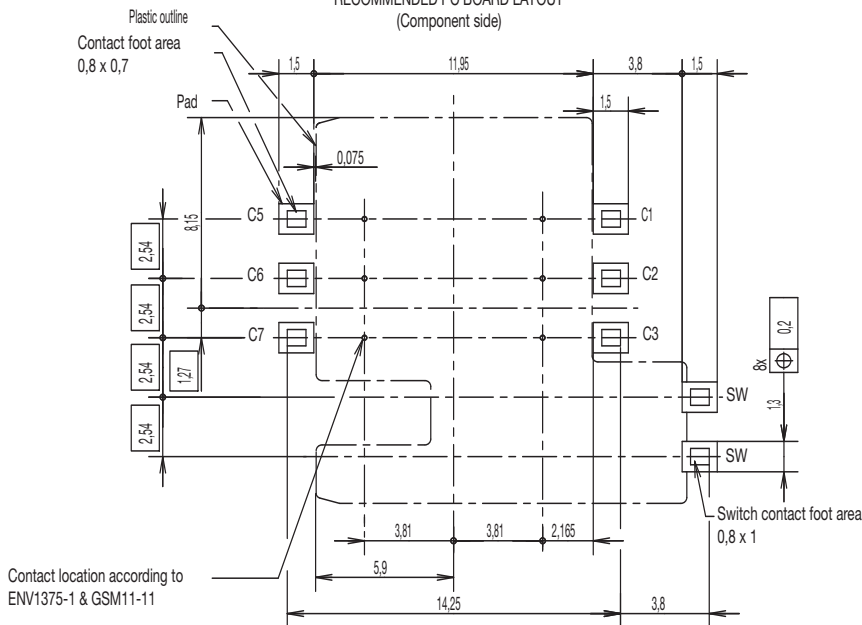 RECOMMENDED PC BOARD LAYOUT
(Component side)
Plastic outline
Contact foot area
0,8 x 0,7
Pad
1,5
11,95
3,8
1,5
1,5
0,075
8,15
C5
C1
2,54
C6
C2
2,54
C7
C3
0,2
8x
2,54
1,27
SW
1,3
2,54
SW
Switch contact foot area
0,8 x 1
3,81
3,81
2,165
5,9
Contact location according to
ENV1375-1 & GSM11-11
14,25
3,8